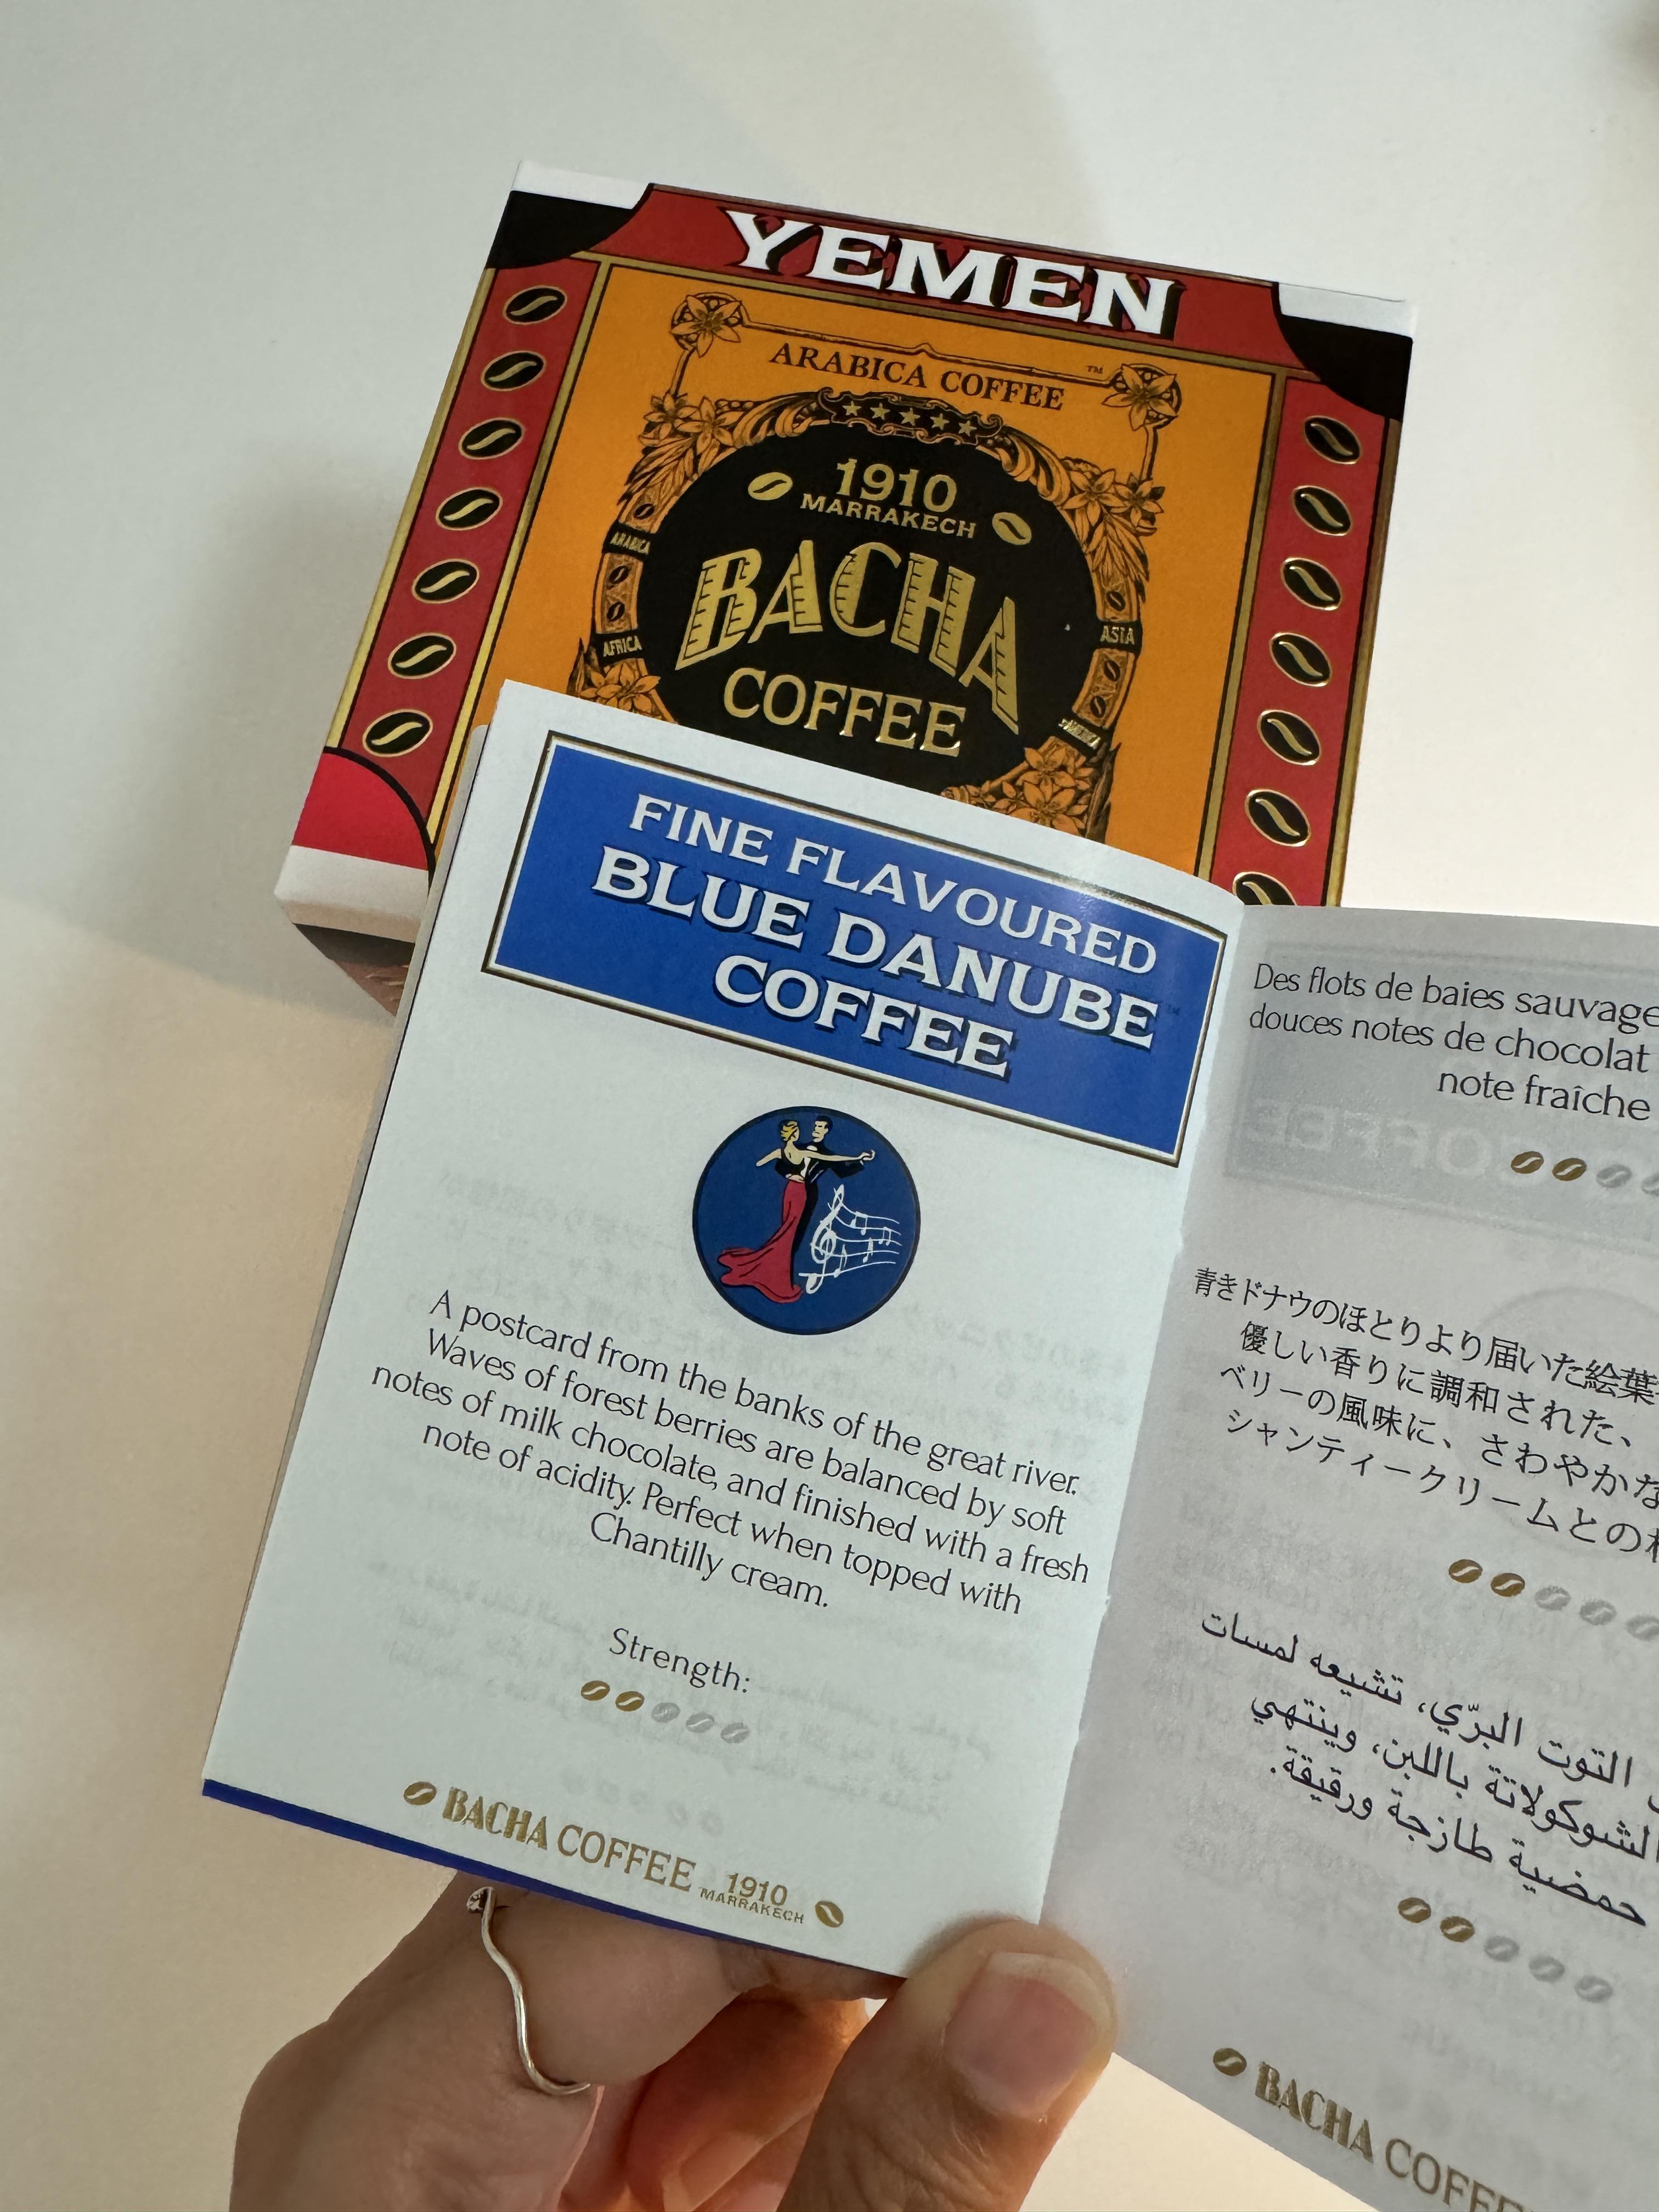 YEMEN
ARABICA COFFEE ™
1910
MARRAKECH
BACHA
COFFEE
ARABICA
AFRICA
ASIA
FINE FLAVOURED
BLUE DANUBE
COFFEE
A postcard from the banks of the great river.
Waves of forest berries are balanced by soft
notes of milk chocolate, and finished with a fresh
note of acidity. Perfect when topped with
Chantilly cream.
Strength:
BACHA COFFEE 1910
MARRAKECH
Des flots de baies sauvage
douces notes de chocolat
note fraîche
青きドナウのほとりより届いた絵葉
優しい香りに調和された、
ベリーの風味に、さわやかな
シャンティークリームとの
التوت البرّي، تشيعه لمسات
الشوكولاتة باللبن، وينتهي
حمضية طازجة ورقيقة.
BACHA COFFE